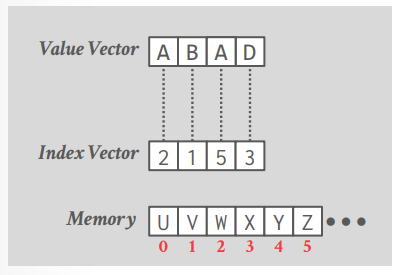 Value Vector A B A D
Index Vector 2 1 5 3
Memory U V W X Y Z
0 1 2 3 4 5